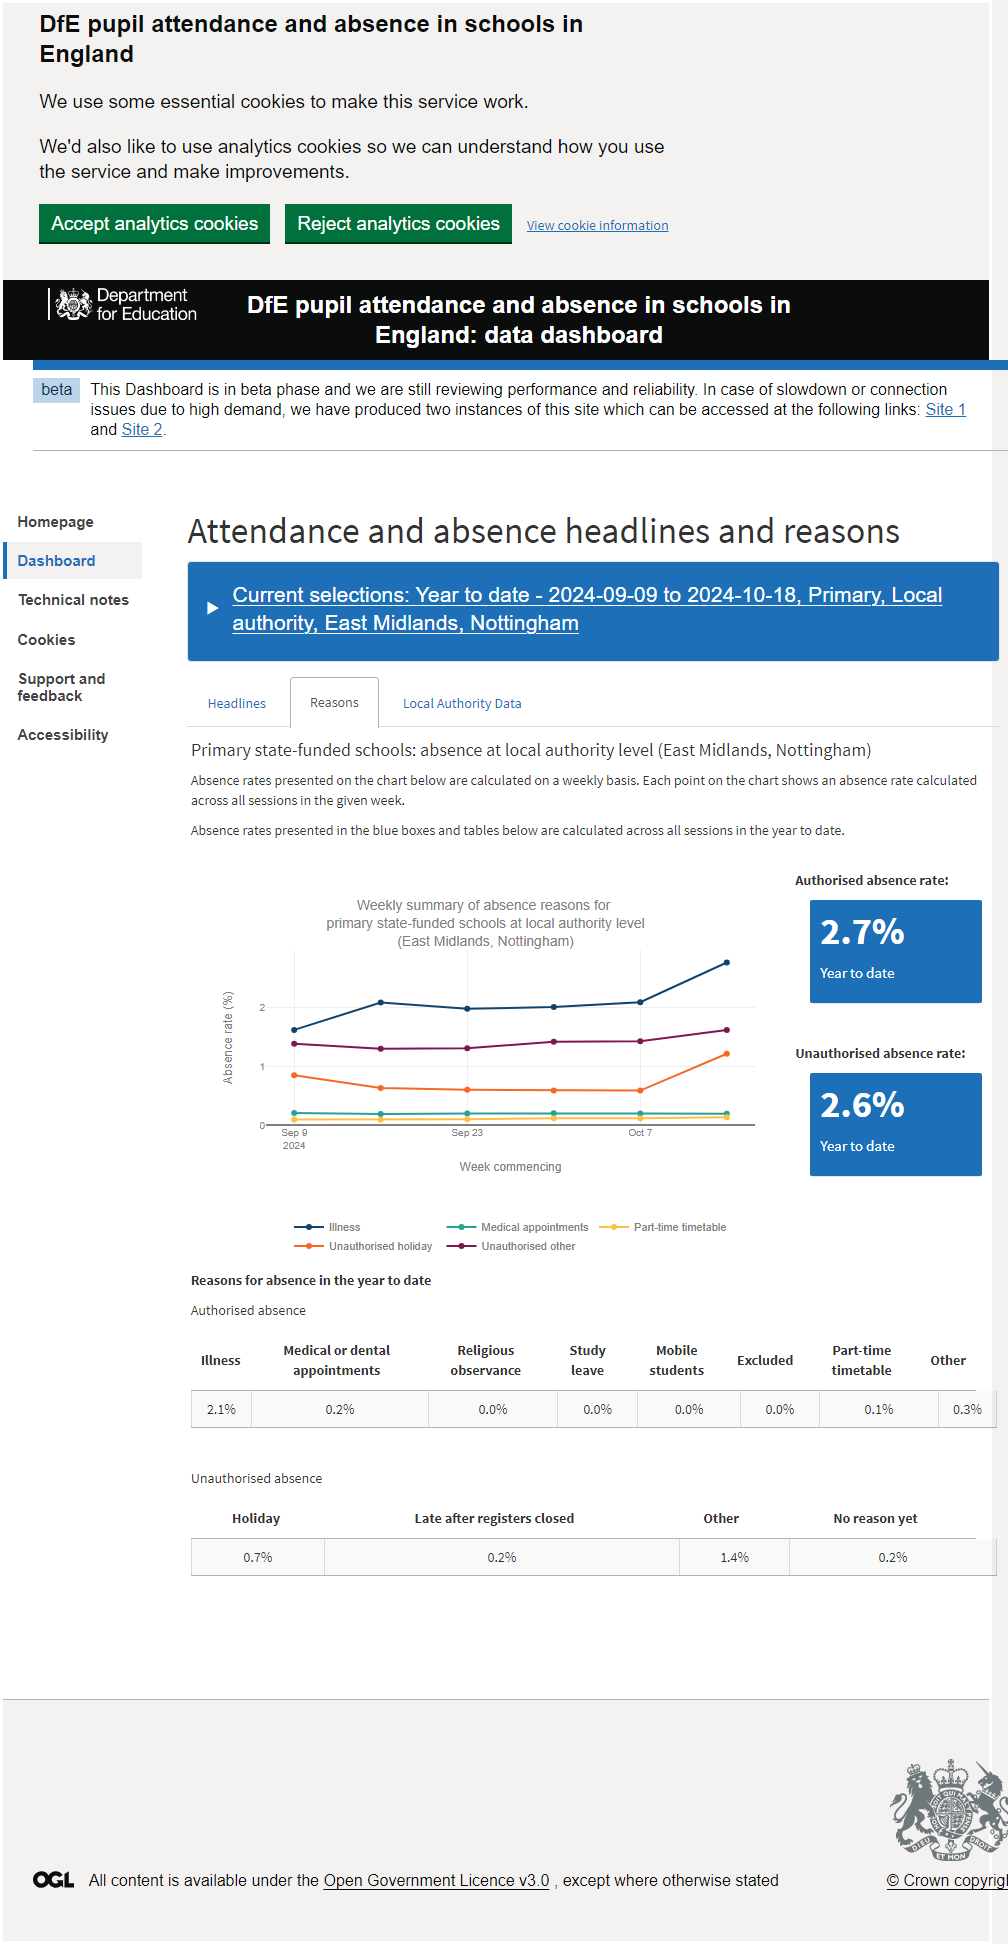 DfE pupil attendance and absence in schools in
England
We use some essential cookies to make this service work.
We'd also like to use analytics cookies so we can understand how you use
the service and make improvements.
Accept analytics cookies
Reject analytics cookies
View cookie information
Department
for Education
DfE pupil attendance and absence in schools in
England: data dashboard
beta
This Dashboard is in beta phase and we are still reviewing performance and reliability. In case of slowdown or connection
issues due to high demand, we have produced two instances of this site which can be accessed at the following links: Site 1
and Site 2.
Homepage
Dashboard
Technical notes
Cookies
Support and
feedback
Accessibility
Attendance and absence headlines and reasons
Current selections: Year to date - 2024-09-09 to 2024-10-18, Primary, Local
authority, East Midlands, Nottingham
Headlines
Reasons
Local Authority Data
Primary state-funded schools: absence at local authority level (East Midlands, Nottingham)
Absence rates presented on the chart below are calculated on a weekly basis. Each point on the chart shows an absence rate calculated
across all sessions in the given week.
Absence rates presented in the blue boxes and tables below are calculated across all sessions in the year to date.
Weekly summary of absence reasons for
primary state-funded schools at local authority level
(East Midlands, Nottingham)
Absence rate (%)
2
1
0
Sep 9
2024
Sep 23
Oct 7
Week commencing
Illness
Medical appointments
Part-time timetable
Unauthorised holiday
Unauthorised other
Authorised absence rate:
2.7%
Year to date
Unauthorised absence rate:
2.6%
Year to date
Reasons for absence in the year to date
Authorised absence
Illness
Medical or dental
appointments
Religious
observance
Study
leave
Mobile
students
Excluded
Part-time
timetable
Other
2.1% 0.2% 0.0% 0.0% 0.0% 0.0% 0.1% 0.3%
Unauthorised absence
Holiday Late after registers closed Other No reason yet
0.7% 0.2% 1.4% 0.2%
DIEU ET MON DROIT
OGL All content is available under the Open Government Licence v3.0 , except where otherwise stated
© Crown copyrigh